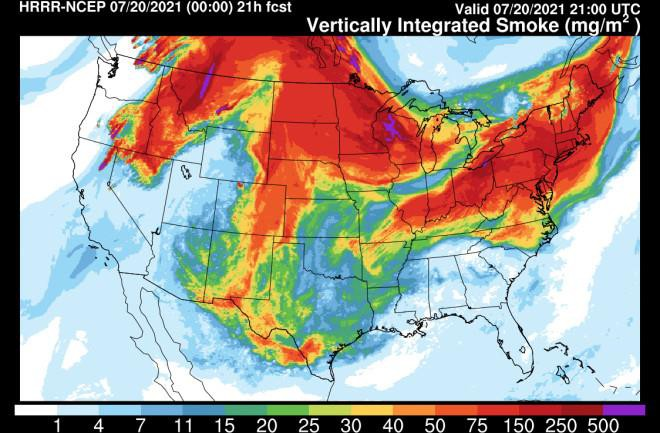 HRRR-NCEP 07/20/2021 (00:00) 21h fcst
Valid 07/20/2021 21:00 UTC
Vertically Integrated Smoke (mg/m²)
1 4 7 11 15 20 25 30 40 50 75 150 250 500